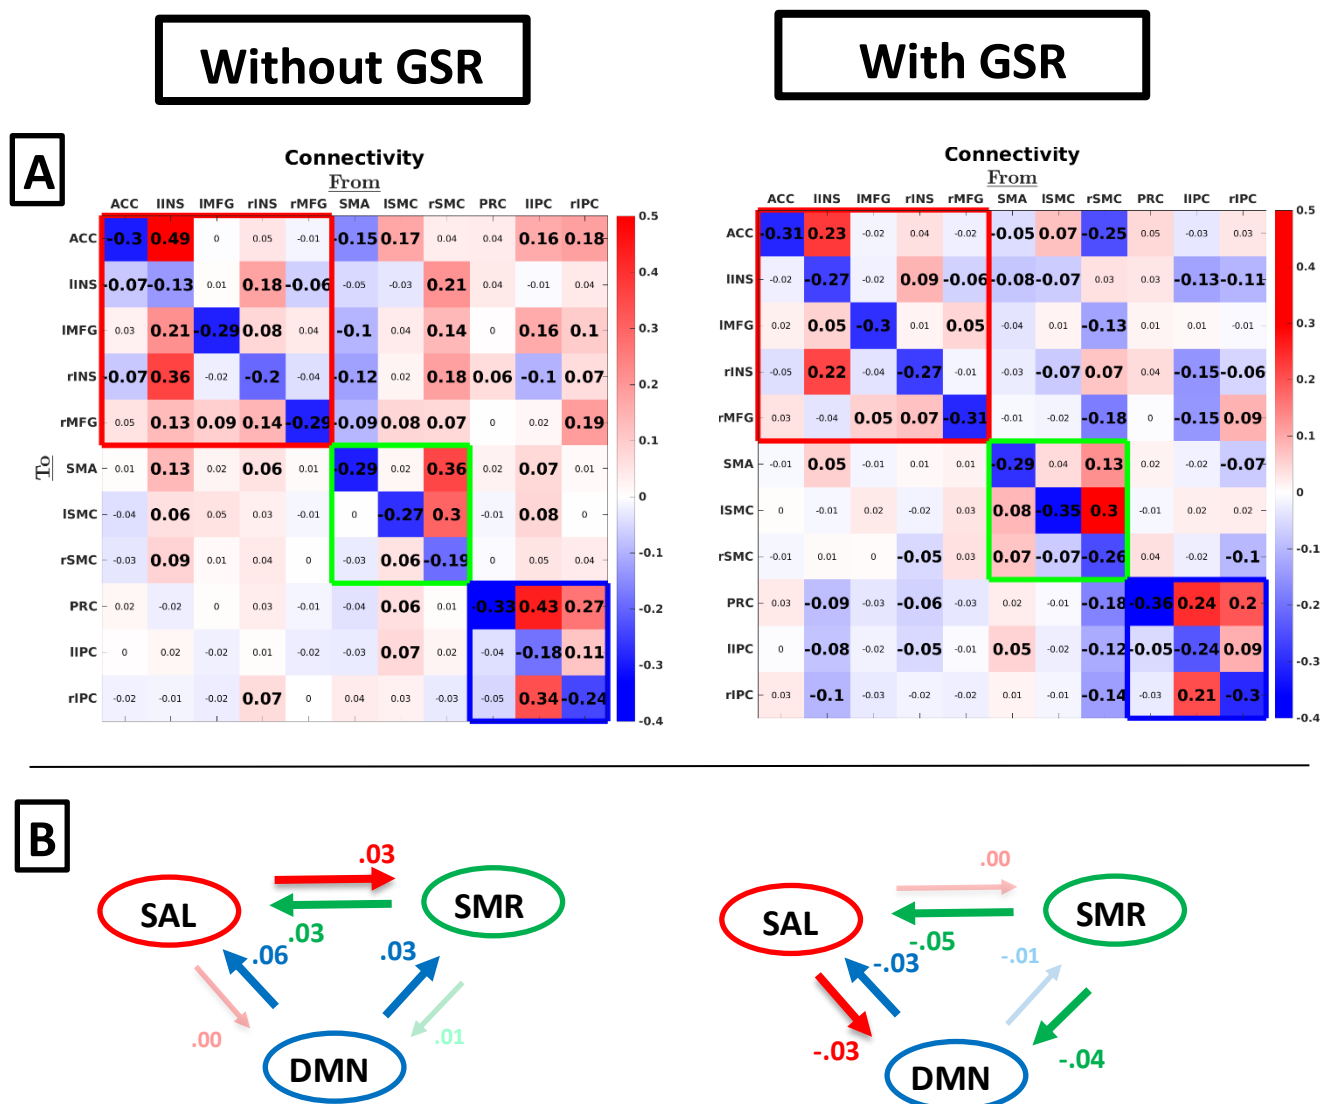 Without GSR
With GSR
A
Connectivity
From
ACC lINS lMFG rINS rMFG SMA lSMC rSMC PRC lIPC rIPC
To
ACC -0.3 0.49 0 0.05 -0.01 -0.15 0.17 0.04 0.04 0.16 0.18
lINS -0.07 -0.13 0.01 0.18 -0.06 -0.05 -0.03 0.21 0.04 -0.01 0.04
lMFG 0.03 0.21 -0.29 0.08 0.04 -0.1 0.04 0.14 0 0.16 0.1
rINS -0.07 0.36 -0.02 -0.2 -0.04 -0.12 0.02 0.18 0.06 -0.1 0.07
rMFG 0.05 0.13 0.09 0.14 -0.29 -0.09 0.08 0.07 0 0.02 0.19
SMA 0.01 0.13 0.02 0.06 0.01 -0.29 0.02 0.36 0.02 0.07 0.01
lSMC -0.04 0.06 0.05 0.03 -0.01 0 -0.27 0.3 -0.01 0.08 0
rSMC -0.03 0.09 0.01 0.04 0 -0.03 0.06 -0.19 0 0.05 0.04
PRC 0.02 -0.02 0 0.03 -0.01 -0.04 0.06 0.01 -0.33 0.43 0.27
lIPC 0 0.02 -0.02 0.01 -0.02 -0.03 0.07 0.02 -0.04 -0.18 0.11
rIPC -0.02 -0.01 -0.02 0.07 0 0.04 0.03 -0.03 -0.05 0.34 -0.24
0.5
0.4
0.3
0.2
0.1
0
-0.1
-0.2
-0.3
-0.4
Connectivity
From
ACC lINS lMFG rINS rMFG SMA lSMC rSMC PRC lIPC rIPC
ACC -0.31 0.23 -0.02 0.04 -0.02 -0.05 0.07 -0.25 0.05 -0.03 0.03
lINS -0.02 -0.27 -0.02 0.09 -0.06 -0.08 -0.07 0.03 0.03 -0.13 -0.11
lMFG 0.02 0.05 -0.3 0.01 0.05 -0.04 0.01 -0.13 0.01 0.01 -0.01
rINS -0.05 0.22 -0.04 -0.27 -0.01 -0.03 -0.07 0.07 0.04 -0.15 -0.06
rMFG 0.03 -0.04 0.05 0.07 -0.31 -0.01 -0.02 -0.18 0 -0.15 0.09
SMA -0.01 0.05 -0.01 0.01 0.01 -0.29 0.04 0.13 0.02 -0.02 -0.07
lSMC 0 -0.01 0.02 -0.02 0.03 0.08 -0.35 0.3 -0.01 0.02 0.02
rSMC -0.01 0.01 0 -0.05 0.03 0.07 -0.07 -0.26 0.04 -0.02 -0.1
PRC 0.03 -0.09 -0.03 -0.06 -0.03 0.02 -0.01 -0.18 -0.36 0.24 0.2
lIPC 0 -0.08 -0.02 -0.05 -0.01 0.05 -0.02 -0.12 -0.05 -0.24 0.09
rIPC 0.03 -0.1 -0.03 -0.02 -0.02 0.01 -0.01 -0.14 -0.03 0.21 -0.3
0.5
0.4
0.3
0.2
0.1
0
-0.1
-0.2
-0.3
-0.4
B
.03
SAL
SMR
.03
.06
.03
.00
.01
DMN
.00
SAL
SMR
-.05
-.03
-.01
-.03
-.04
DMN